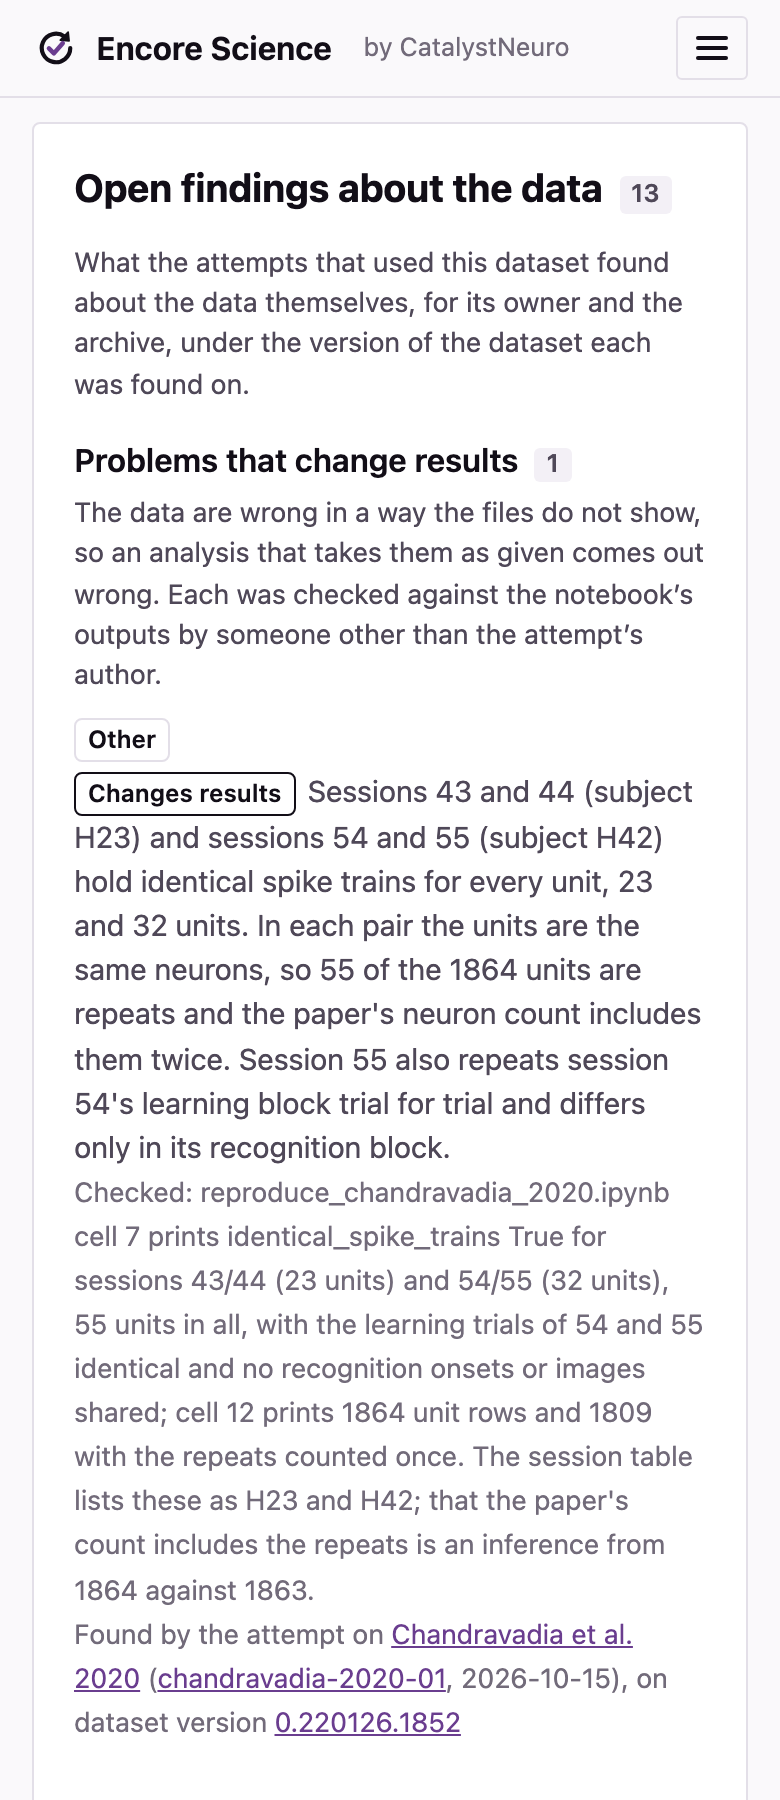 Encore Science by CatalystNeuro
Open findings about the data 13
What the attempts that used this dataset found
about the data themselves, for its owner and the
archive, under the version of the dataset each
was found on.
Problems that change results 1
The data are wrong in a way the files do not show,
so an analysis that takes them as given comes out
wrong. Each was checked against the notebook’s
outputs by someone other than the attempt’s
author.
Other
Changes results Sessions 43 and 44 (subject
H23) and sessions 54 and 55 (subject H42)
hold identical spike trains for every unit, 23
and 32 units. In each pair the units are the
same neurons, so 55 of the 1864 units are
repeats and the paper's neuron count includes
them twice. Session 55 also repeats session
54's learning block trial for trial and differs
only in its recognition block.
Checked: reproduce_chandravadia_2020.ipynb
cell 7 prints identical_spike_trains True for
sessions 43/44 (23 units) and 54/55 (32 units),
55 units in all, with the learning trials of 54 and 55
identical and no recognition onsets or images
shared; cell 12 prints 1864 unit rows and 1809
with the repeats counted once. The session table
lists these as H23 and H42; that the paper's
count includes the repeats is an inference from
1864 against 1863.
Found by the attempt on Chandravadia et al.
2020 (chandravadia-2020-01, 2026-10-15), on
dataset version 0.220126.1852